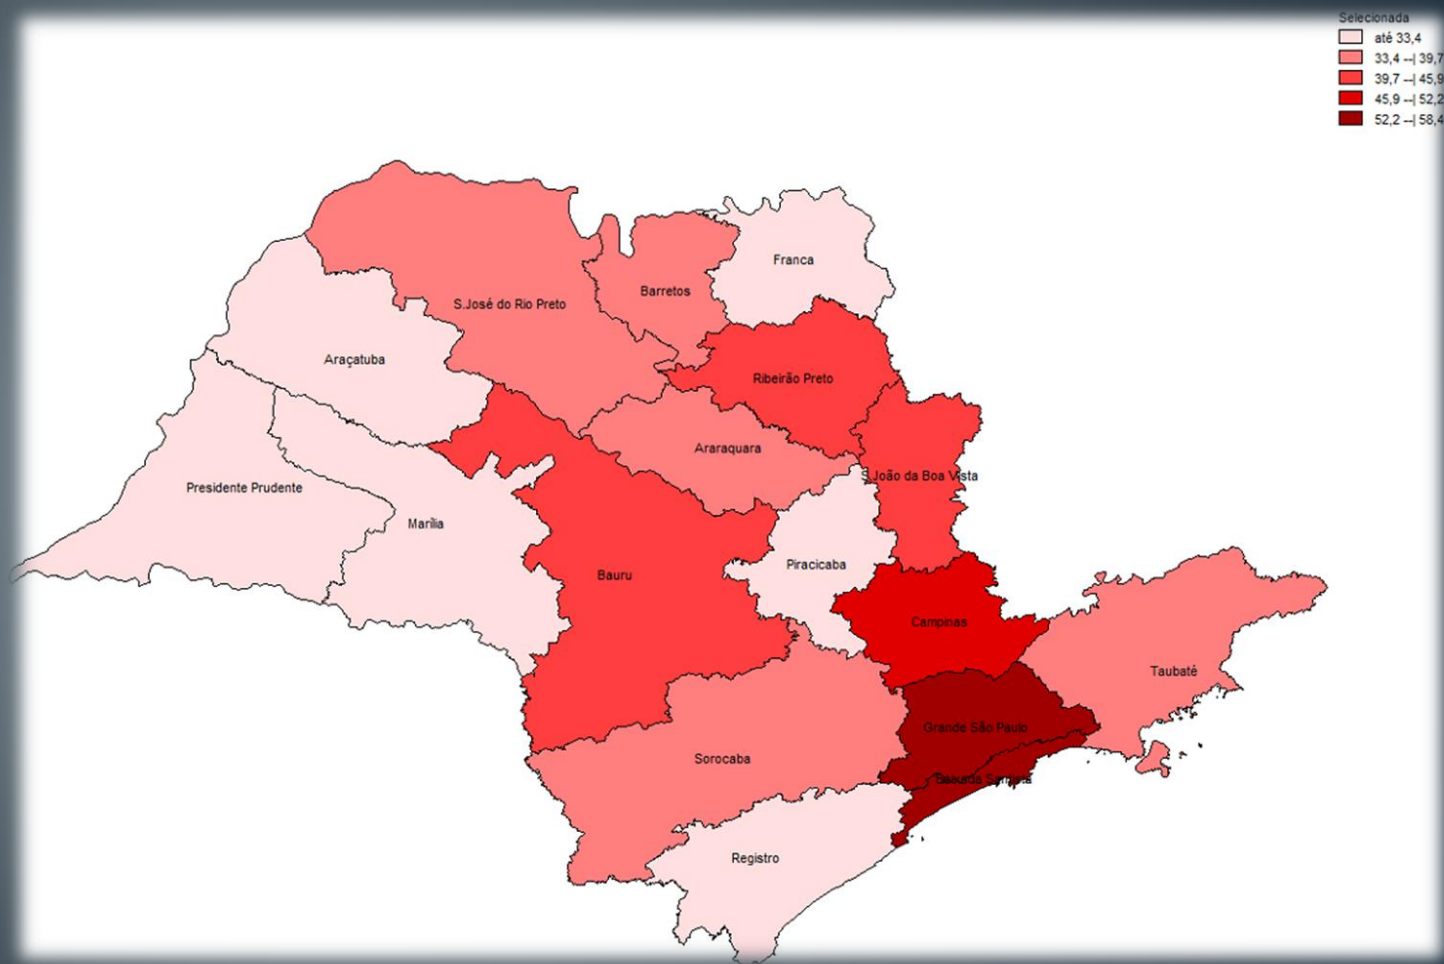 Selecionada
até 33,4
33,4 --| 39,7
39,7 --| 45,9
45,9 --| 52,2
52,2 --| 58,4
Franca
Barretos
S.José do Rio Preto
Araçatuba
Ribeirão Preto
Araraquara
S.João da Boa Vista
Presidente Prudente
Marília
Piracicaba
Bauru
Campinas
Taubaté
Grande São Paulo
Sorocaba
Baixada Santista
Registro